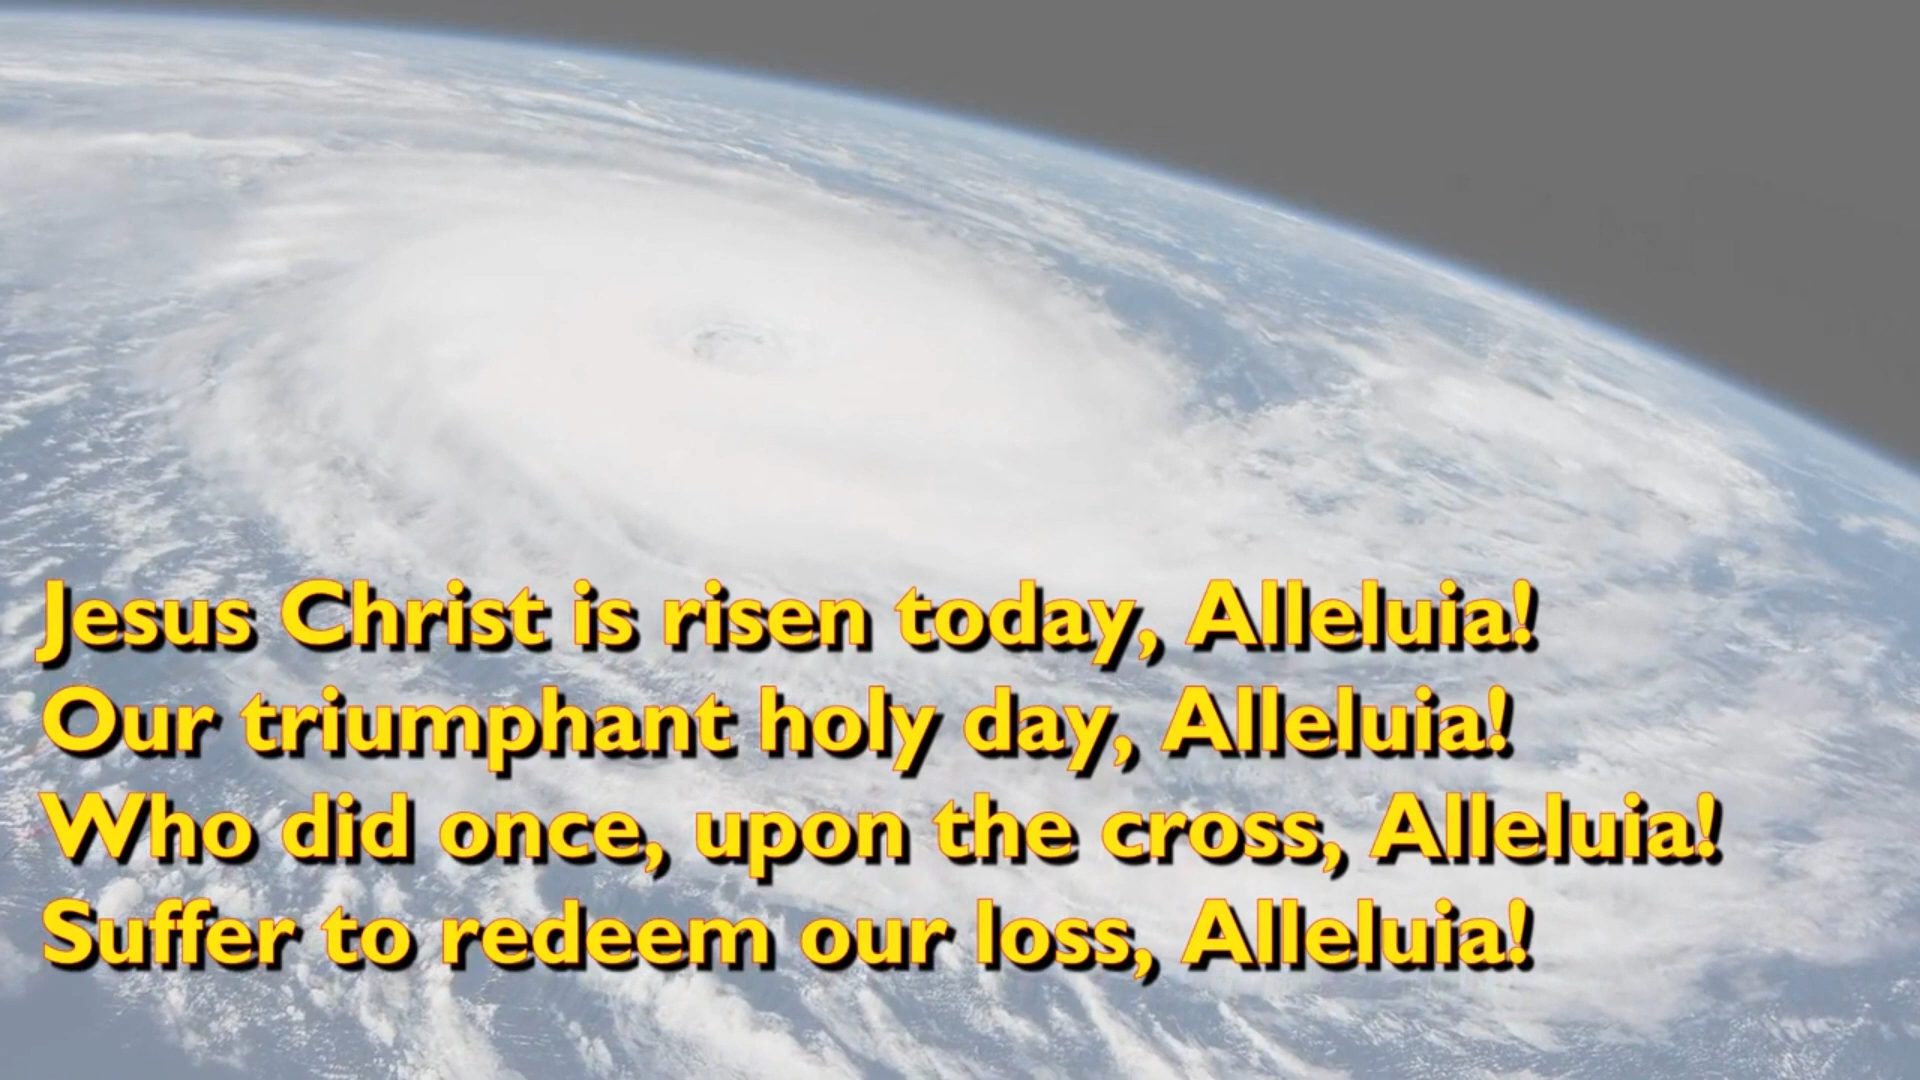 Jesus Christ is risen today, Alleluia!
Our triumphant holy day, Alleluia!
Who did once, upon the cross, Alleluia!
Suffer to redeem our loss, Alleluia!